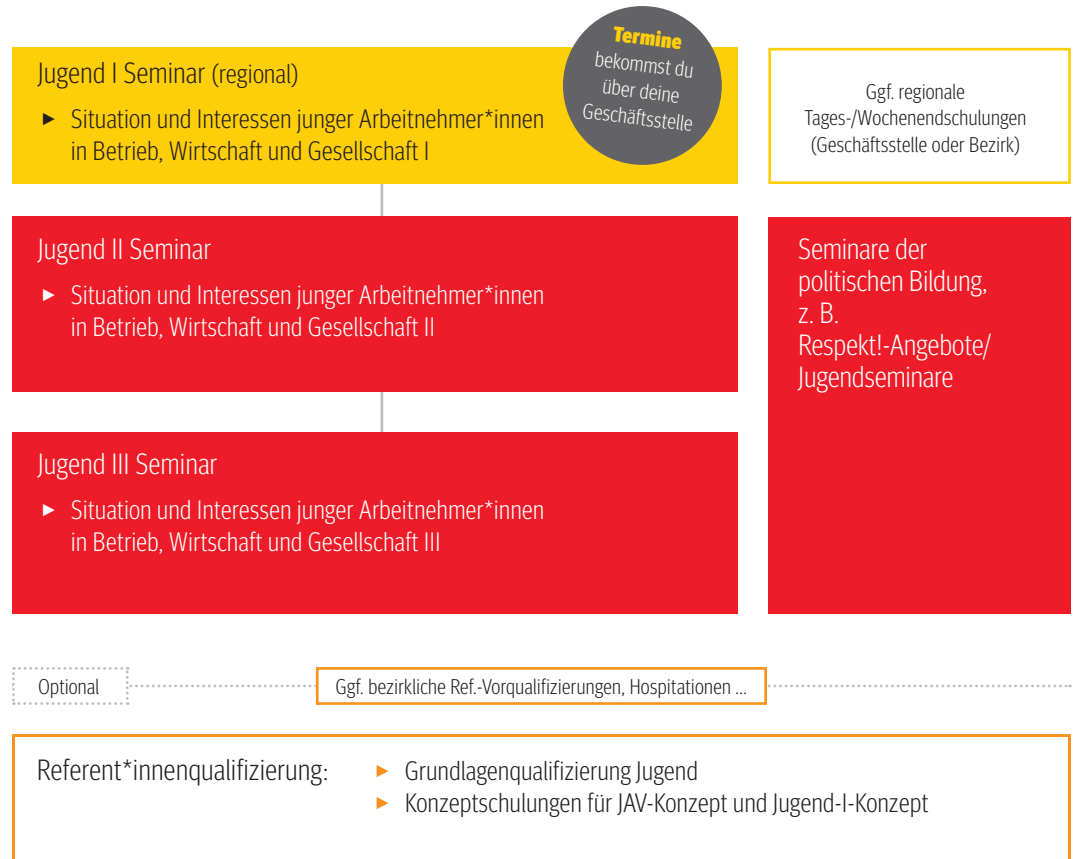 Jugend I Seminar (regional)
► Situation und Interessen junger Arbeitnehmer*innen
in Betrieb, Wirtschaft und Gesellschaft I
Termine
bekommst du
über deine
Geschäftsstelle
Ggf. regionale
Tages-/Wochenendschulungen
(Geschäftsstelle oder Bezirk)
Jugend II Seminar
► Situation und Interessen junger Arbeitnehmer*innen
in Betrieb, Wirtschaft und Gesellschaft II
Jugend III Seminar
► Situation und Interessen junger Arbeitnehmer*innen
in Betrieb, Wirtschaft und Gesellschaft III
Seminare der
politischen Bildung,
z. B.
Respekt!-Angebote/
Jugendseminare
Optional
Ggf. bezirkliche Ref.-Vorqualifizierungen, Hospitationen ...
Referent*innenqualifizierung:
► Grundlagenqualifizierung Jugend
► Konzeptschulungen für JAV-Konzept und Jugend-I-Konzept